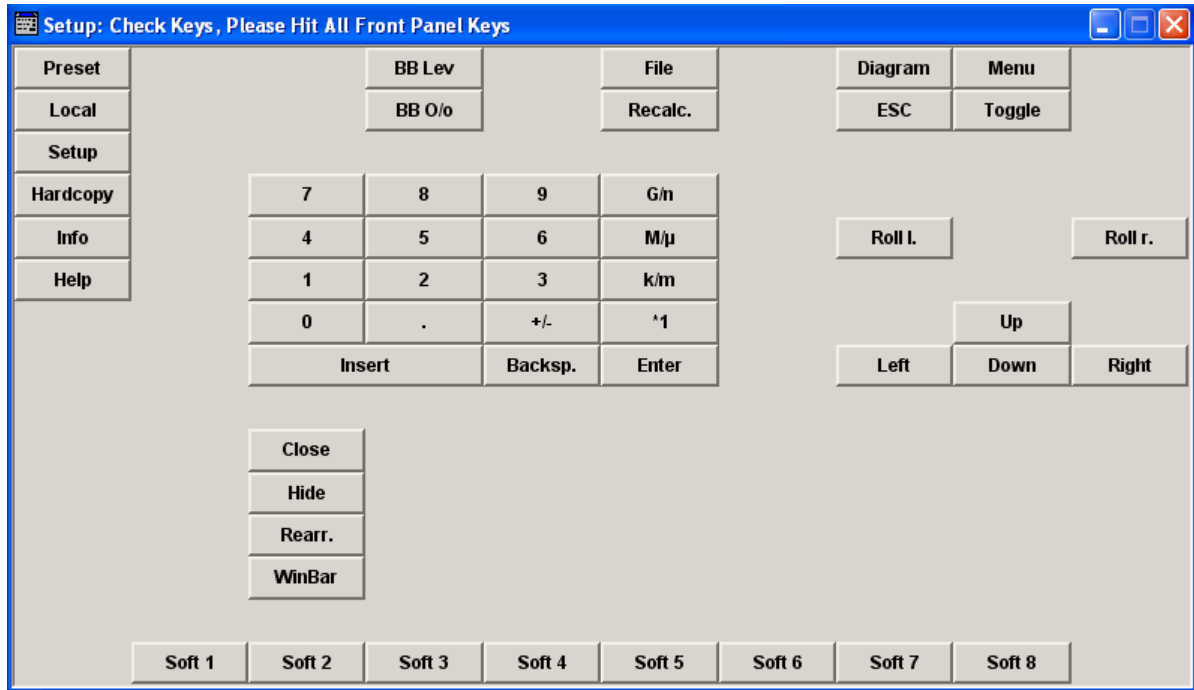 Setup: Check Keys, Please Hit All Front Panel Keys
Preset BB Lev File Diagram Menu
Local BB O/o Recalc. ESC Toggle
Setup
Hardcopy 7 8 9 G/n
Info 4 5 6 M/µ Roll l. Roll r.
Help 1 2 3 k/m
0 . +/- *1 Up
Insert Backsp. Enter Left Down Right
Close
Hide
Rearr.
WinBar
Soft 1 Soft 2 Soft 3 Soft 4 Soft 5 Soft 6 Soft 7 Soft 8